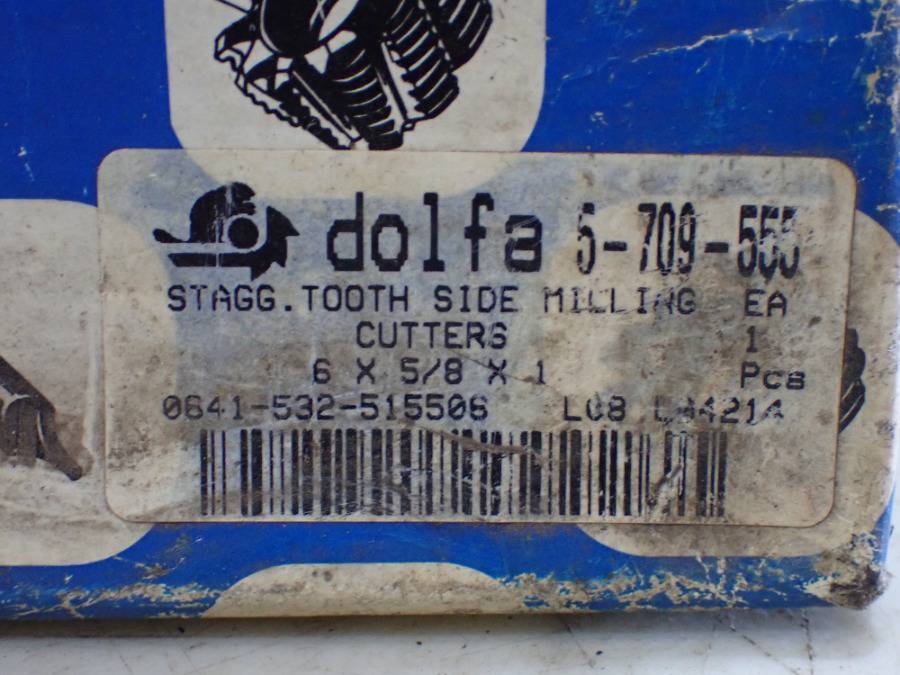 dolfa 5-709-555
STAGG.TOOTH SIDE MILLING EA
CUTTERS 1
6 X 5/8 X 1 Pcs
0641-532-515506 L08